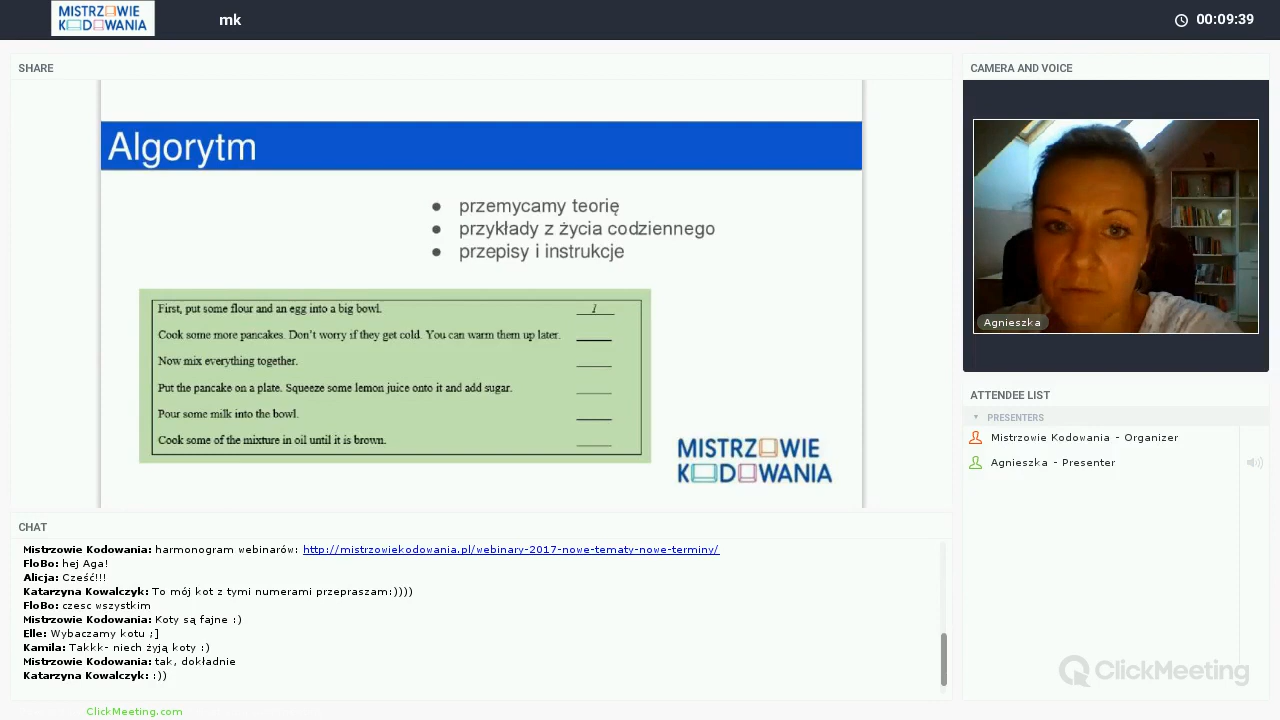 MISTRZOWIE
KODOWANIA
mk
00:09:39
SHARE
Algorytm
● przemycamy teorię
● przykłady z życia codziennego
● przepisy i instrukcje
First, put some flour and an egg into a big bowl. 1
Cook some more pancakes. Don't worry if they get cold. You can warm them up later.
Now mix everything together.
Put the pancake on a plate. Squeeze some lemon juice onto it and add sugar.
Pour some milk into the bowl.
Cook some of the mixture in oil until it is brown.
MISTRZOWIE
KODOWANIA
CHAT
Mistrzowie Kodowania: harmonogram webinarów: http://mistrzowiekodowania.pl/webinary-2017-nowe-tematy-nowe-terminy/
FloBo: hej Aga!
Alicja: Cześć!!!
Katarzyna Kowalczyk: To mój kot z tymi numerami przepraszam:))))
FloBo: czesc wszystkim
Mistrzowie Kodowania: Koty są fajne :)
Elle: Wybaczamy kotu ;]
Kamila: Takkk- niech żyją koty :)
Mistrzowie Kodowania: tak, dokładnie
Katarzyna Kowalczyk: :))
ClickMeeting.com
CAMERA AND VOICE
Agnieszka
ATTENDEE LIST
PRESENTERS
Mistrzowie Kodowania - Organizer
Agnieszka - Presenter
ClickMeeting